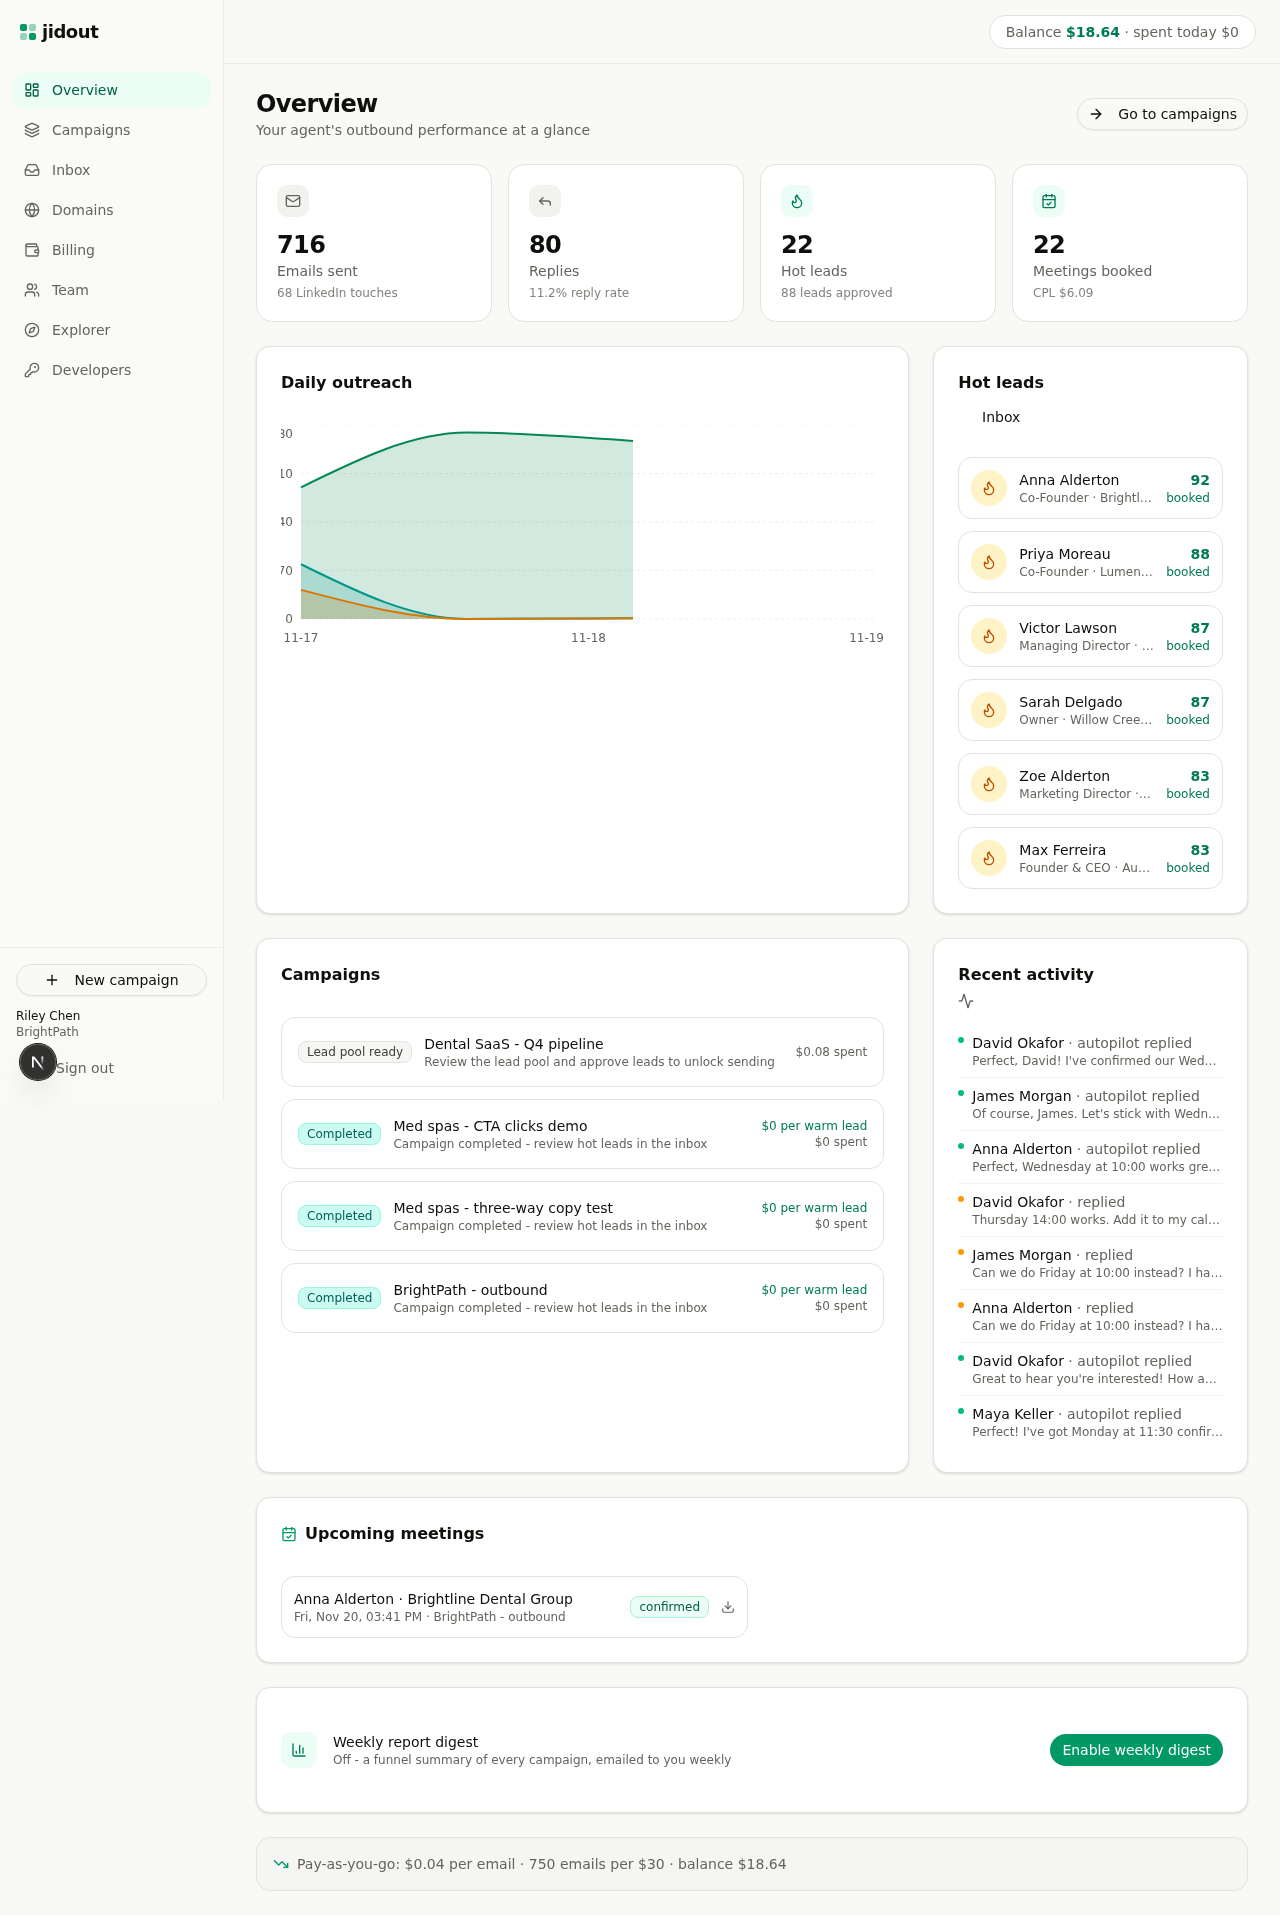 jidout
Balance $18.64 · spent today $0
Overview
Campaigns
Inbox
Domains
Billing
Team
Explorer
Developers
New campaign
Riley Chen
BrightPath
N
Sign out
Overview
Your agent's outbound performance at a glance
Go to campaigns
716
Emails sent
68 LinkedIn touches
80
Replies
11.2% reply rate
22
Hot leads
88 leads approved
22
Meetings booked
CPL $6.09
Daily outreach
0
11-17
11-18
11-19
Hot leads
Inbox
Anna Alderton
92
Co-Founder · Brightl...
booked
Priya Moreau
88
Co-Founder · Lumen...
booked
Victor Lawson
87
Managing Director · ...
booked
Sarah Delgado
87
Owner · Willow Cree...
booked
Zoe Alderton
83
Marketing Director ·...
booked
Max Ferreira
83
Founder & CEO · Au...
booked
Campaigns
Lead pool ready
Dental SaaS - Q4 pipeline
Review the lead pool and approve leads to unlock sending
$0.08 spent
Completed
Med spas - CTA clicks demo
Campaign completed - review hot leads in the inbox
$0 per warm lead
$0 spent
Completed
Med spas - three-way copy test
Campaign completed - review hot leads in the inbox
$0 per warm lead
$0 spent
Completed
BrightPath - outbound
Campaign completed - review hot leads in the inbox
$0 per warm lead
$0 spent
Recent activity
David Okafor · autopilot replied
Perfect, David! I've confirmed our Wed...
James Morgan · autopilot replied
Of course, James. Let's stick with Wedn...
Anna Alderton · autopilot replied
Perfect, Wednesday at 10:00 works gre...
David Okafor · replied
Thursday 14:00 works. Add it to my cal...
James Morgan · replied
Can we do Friday at 10:00 instead? I ha...
Anna Alderton · replied
Can we do Friday at 10:00 instead? I ha...
David Okafor · autopilot replied
Great to hear you're interested! How a...
Maya Keller · autopilot replied
Perfect! I've got Monday at 11:30 confir...
Upcoming meetings
Anna Alderton · Brightline Dental Group
Fri, Nov 20, 03:41 PM · BrightPath - outbound
confirmed
Weekly report digest
Off - a funnel summary of every campaign, emailed to you weekly
Enable weekly digest
Pay-as-you-go: $0.04 per email · 750 emails per $30 · balance $18.64